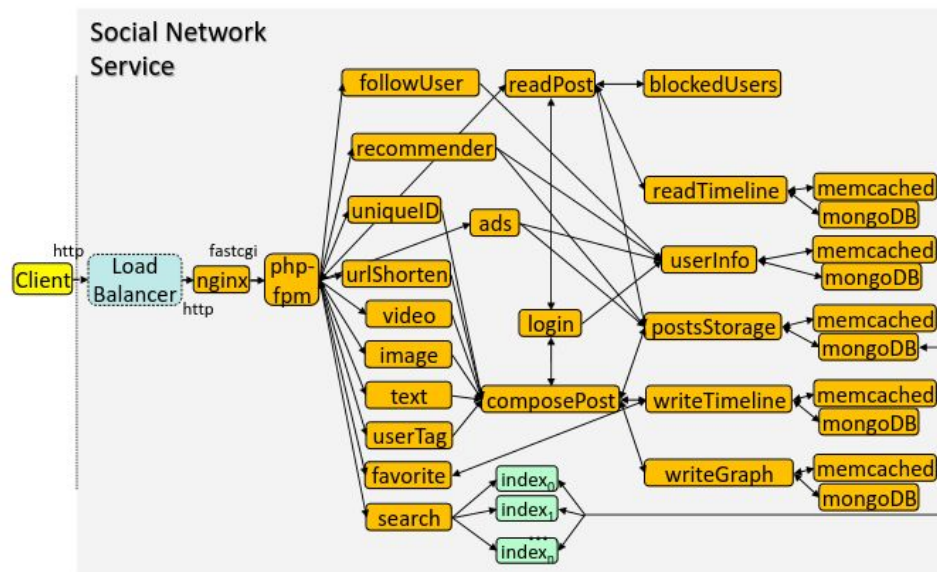 Social Network
Service
followUser
readPost
blockedUsers
recommender
readTimeline
memcached
mongoDB
uniqueID
ads
http
fastcgi
userInfo
memcached
mongoDB
Client
Load
Balancer
nginx
http
php-
fpm
urlShorten
video
login
postsStorage
memcached
mongoDB
image
text
composePost
writeTimeline
memcached
mongoDB
userTag
favorite
writeGraph
memcached
mongoDB
search
index0
index1
...
indexn